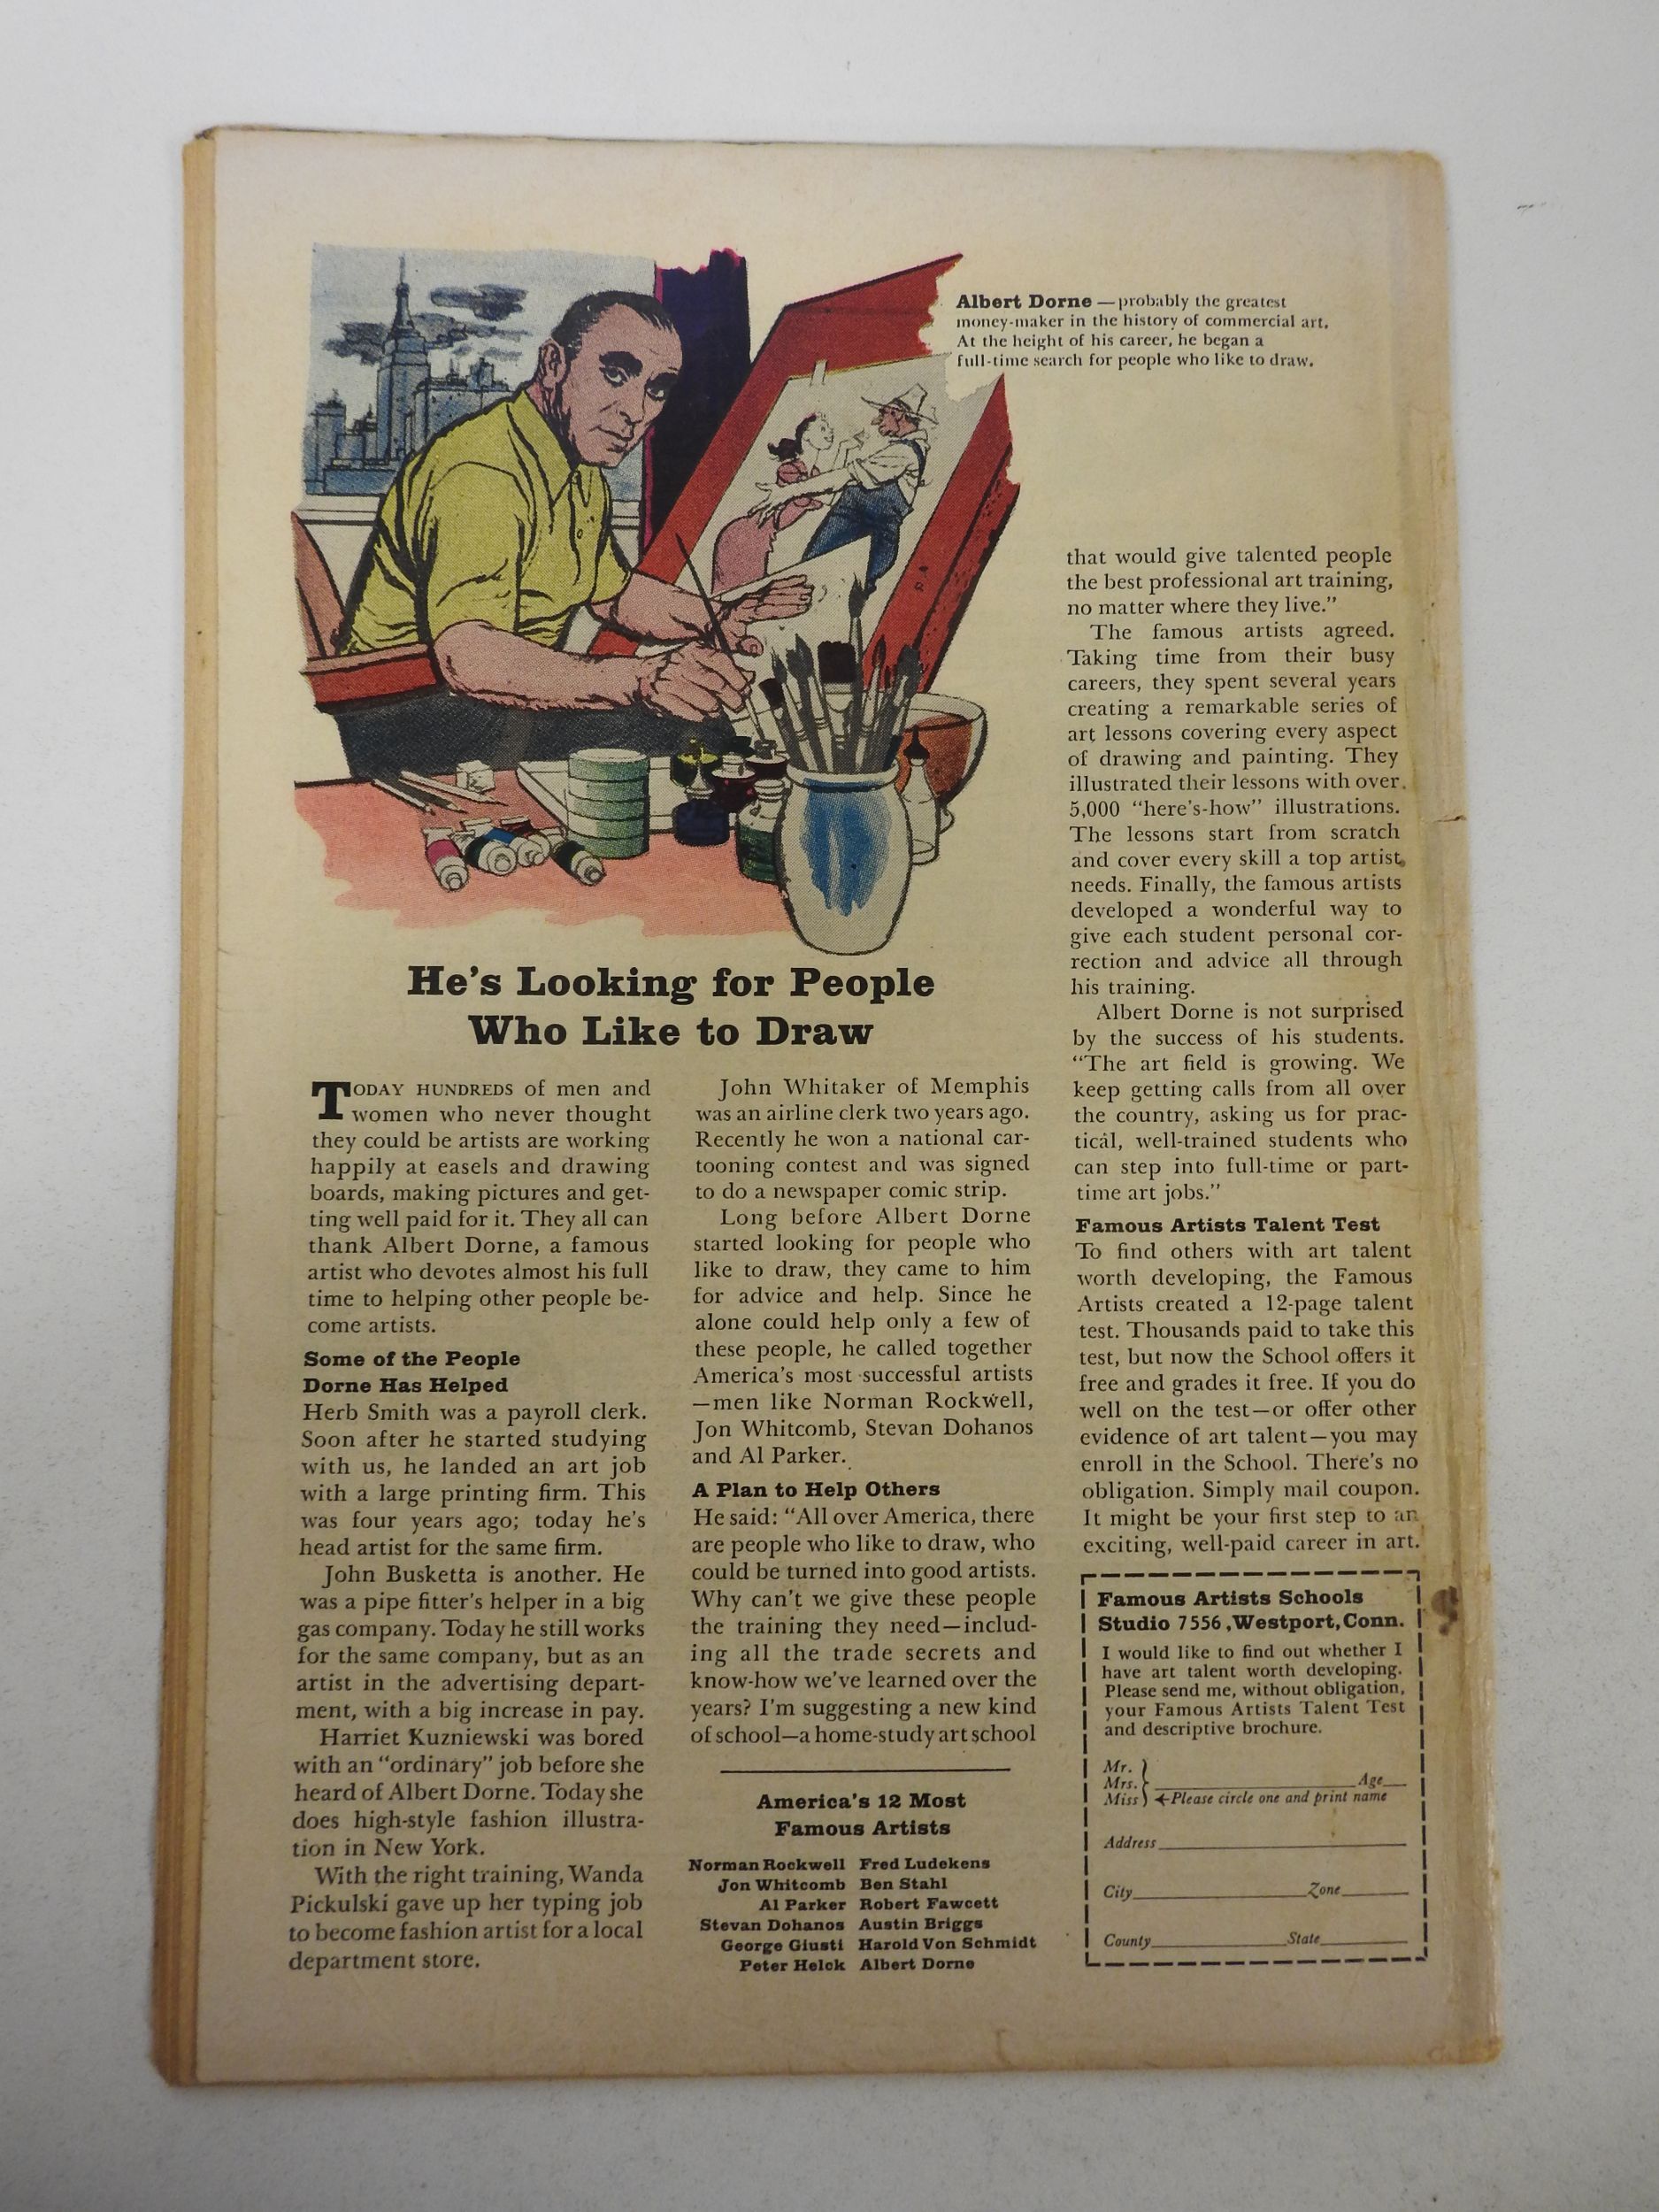 Albert Dorne — probably the greatest
money-maker in the history of commercial art.
At the height of his career, he began a
full-time search for people who like to draw.
He's Looking for People
Who Like to Draw
TODAY HUNDREDS of men and
women who never thought
they could be artists are working
happily at easels and drawing
boards, making pictures and get-
ting well paid for it. They all can
thank Albert Dorne, a famous
artist who devotes almost his full
time to helping other people be-
come artists.
Some of the People
Dorne Has Helped
Herb Smith was a payroll clerk.
Soon after he started studying
with us, he landed an art job
with a large printing firm. This
was four years ago; today he's
head artist for the same firm.
John Busketta is another. He
was a pipe fitter's helper in a big
gas company. Today he still works
for the same company, but as an
artist in the advertising depart-
ment, with a big increase in pay.
Harriet Kuzniewski was bored
with an "ordinary" job before she
heard of Albert Dorne. Today she
does high-style fashion illustra-
tion in New York.
With the right training, Wanda
Pickulski gave up her typing job
to become fashion artist for a local
department store.
John Whitaker of Memphis
was an airline clerk two years ago.
Recently he won a national car-
tooning contest and was signed
to do a newspaper comic strip.
Long before Albert Dorne
started looking for people who
like to draw, they came to him
for advice and help. Since he
alone could help only a few of
these people, he called together
America's most successful artists
—men like Norman Rockwell,
Jon Whitcomb, Stevan Dohanos
and Al Parker.
A Plan to Help Others
He said: "All over America, there
are people who like to draw, who
could be turned into good artists.
Why can't we give these people
the training they need—includ-
ing all the trade secrets and
know-how we've learned over the
years? I'm suggesting a new kind
of school—a home-study art school
America's 12 Most
Famous Artists
Norman Rockwell Fred Ludekens
Jon Whitcomb Ben Stahl
Al Parker Robert Fawcett
Stevan Dohanos Austin Briggs
George Giusti Harold Von Schmidt
Peter Helck Albert Dorne
that would give talented people
the best professional art training,
no matter where they live."
The famous artists agreed.
Taking time from their busy
careers, they spent several years
creating a remarkable series of
art lessons covering every aspect
of drawing and painting. They
illustrated their lessons with over
5,000 "here's-how" illustrations.
The lessons start from scratch
and cover every skill a top artist
needs. Finally, the famous artists
developed a wonderful way to
give each student personal cor-
rection and advice all through
his training.
Albert Dorne is not surprised
by the success of his students.
"The art field is growing. We
keep getting calls from all over
the country, asking us for prac-
tical, well-trained students who
can step into full-time or part-
time art jobs."
Famous Artists Talent Test
To find others with art talent
worth developing, the Famous
Artists created a 12-page talent
test. Thousands paid to take this
test, but now the School offers it
free and grades it free. If you do
well on the test—or offer other
evidence of art talent—you may
enroll in the School. There's no
obligation. Simply mail coupon.
It might be your first step to an
exciting, well-paid career in art.
Famous Artists Schools
Studio 7556, Westport, Conn.
I would like to find out whether I
have art talent worth developing.
Please send me, without obligation,
your Famous Artists Talent Test
and descriptive brochure.
Mr.
Mrs. Age
Miss ←Please circle one and print name
Address
City Zone
County State